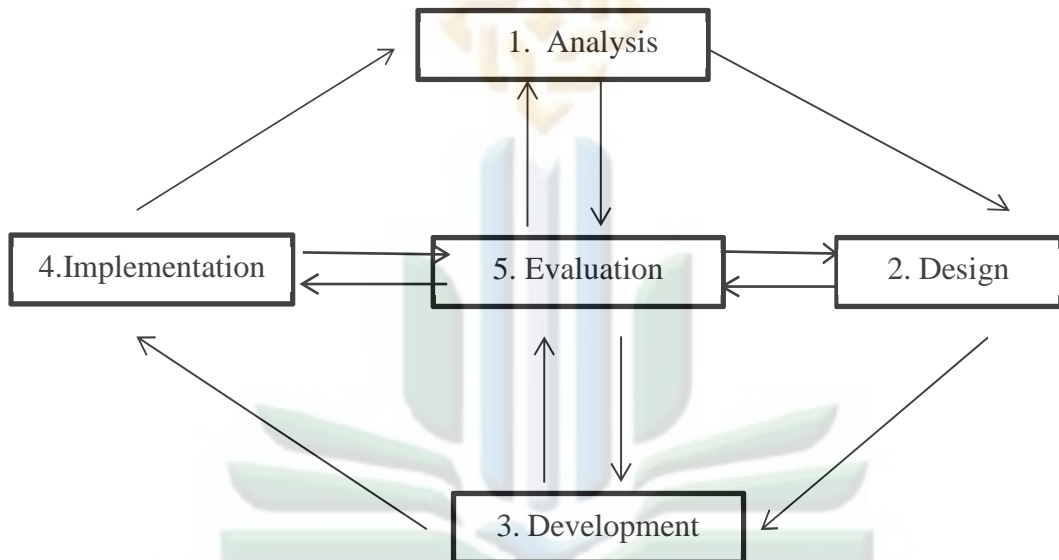 1. Analysis
4.Implementation
5. Evaluation
2. Design
3. Development